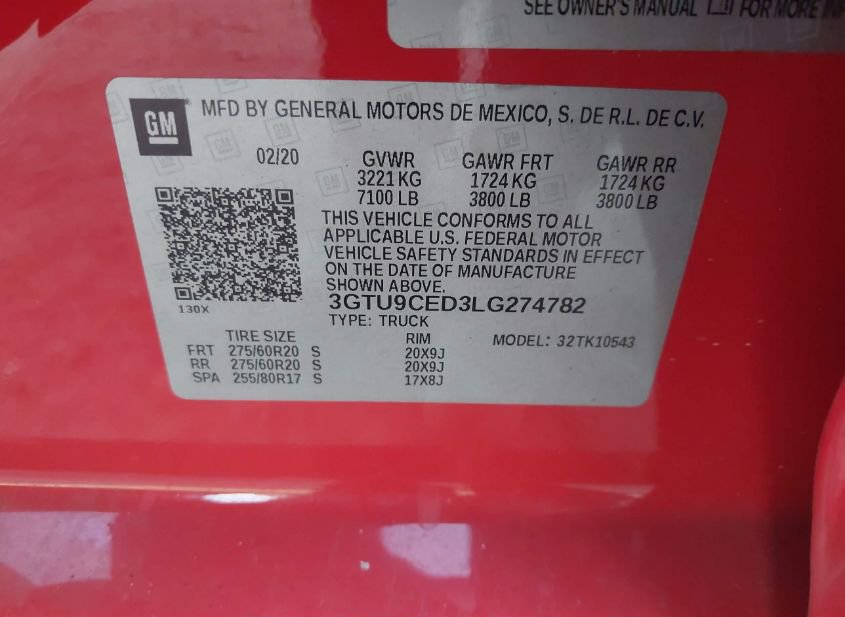 SEE OWNER'S MANUAL FOR MORE
GM
MFD BY GENERAL MOTORS DE MEXICO, S. DE R.L. DE C.V.
02/20 GVWR GAWR FRT GAWR RR
3221 KG 1724 KG 1724 KG
7100 LB 3800 LB 3800 LB
THIS VEHICLE CONFORMS TO ALL
APPLICABLE U.S. FEDERAL MOTOR
VEHICLE SAFETY STANDARDS IN EFFECT
ON THE DATE OF MANUFACTURE
SHOWN ABOVE.
130X
3GTU9CED3LG274782
TYPE: TRUCK
TIRE SIZE RIM MODEL: 32TK10543
FRT 275/60R20 S 20X9J
RR 275/60R20 S 20X9J
SPA 255/80R17 S 17X8J